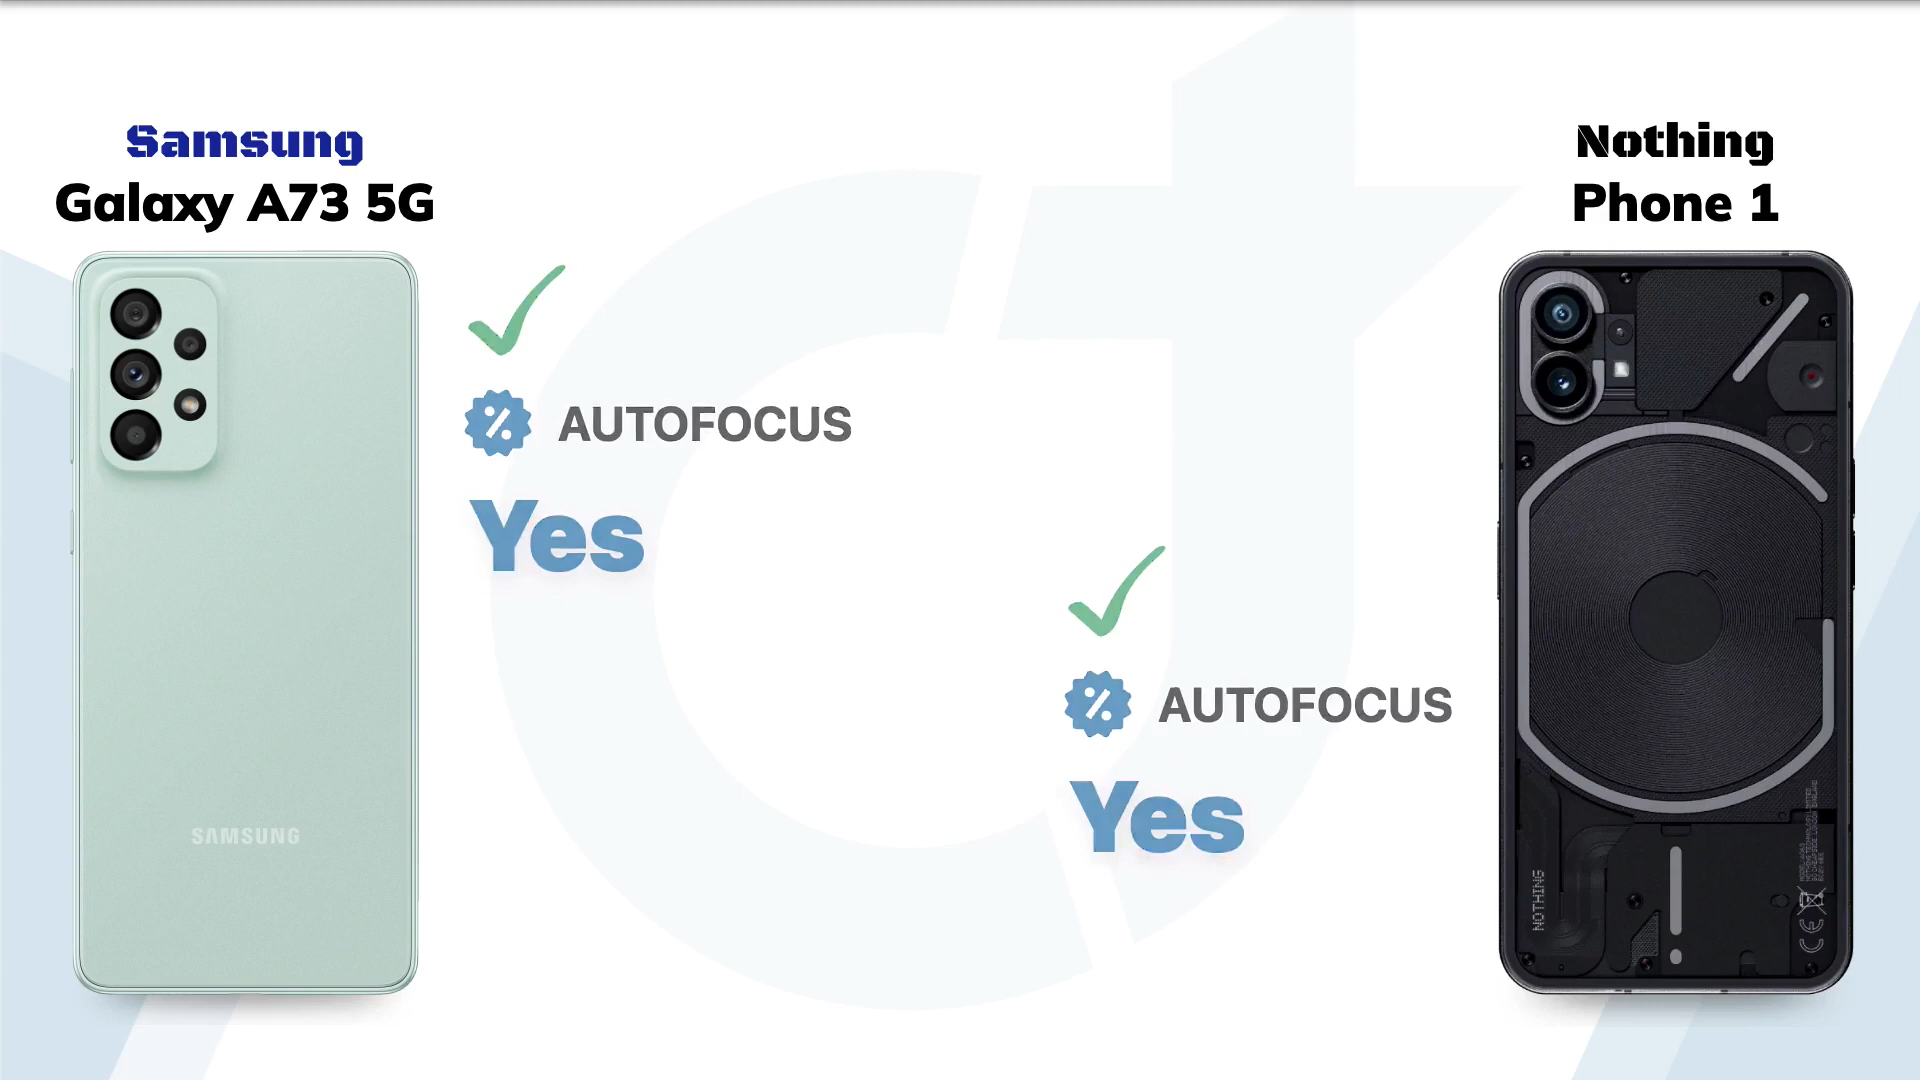 Samsung
Galaxy A73 5G
AUTOFOCUS
Yes
SAMSUNG
Nothing
Phone 1
AUTOFOCUS
Yes
NOTHING